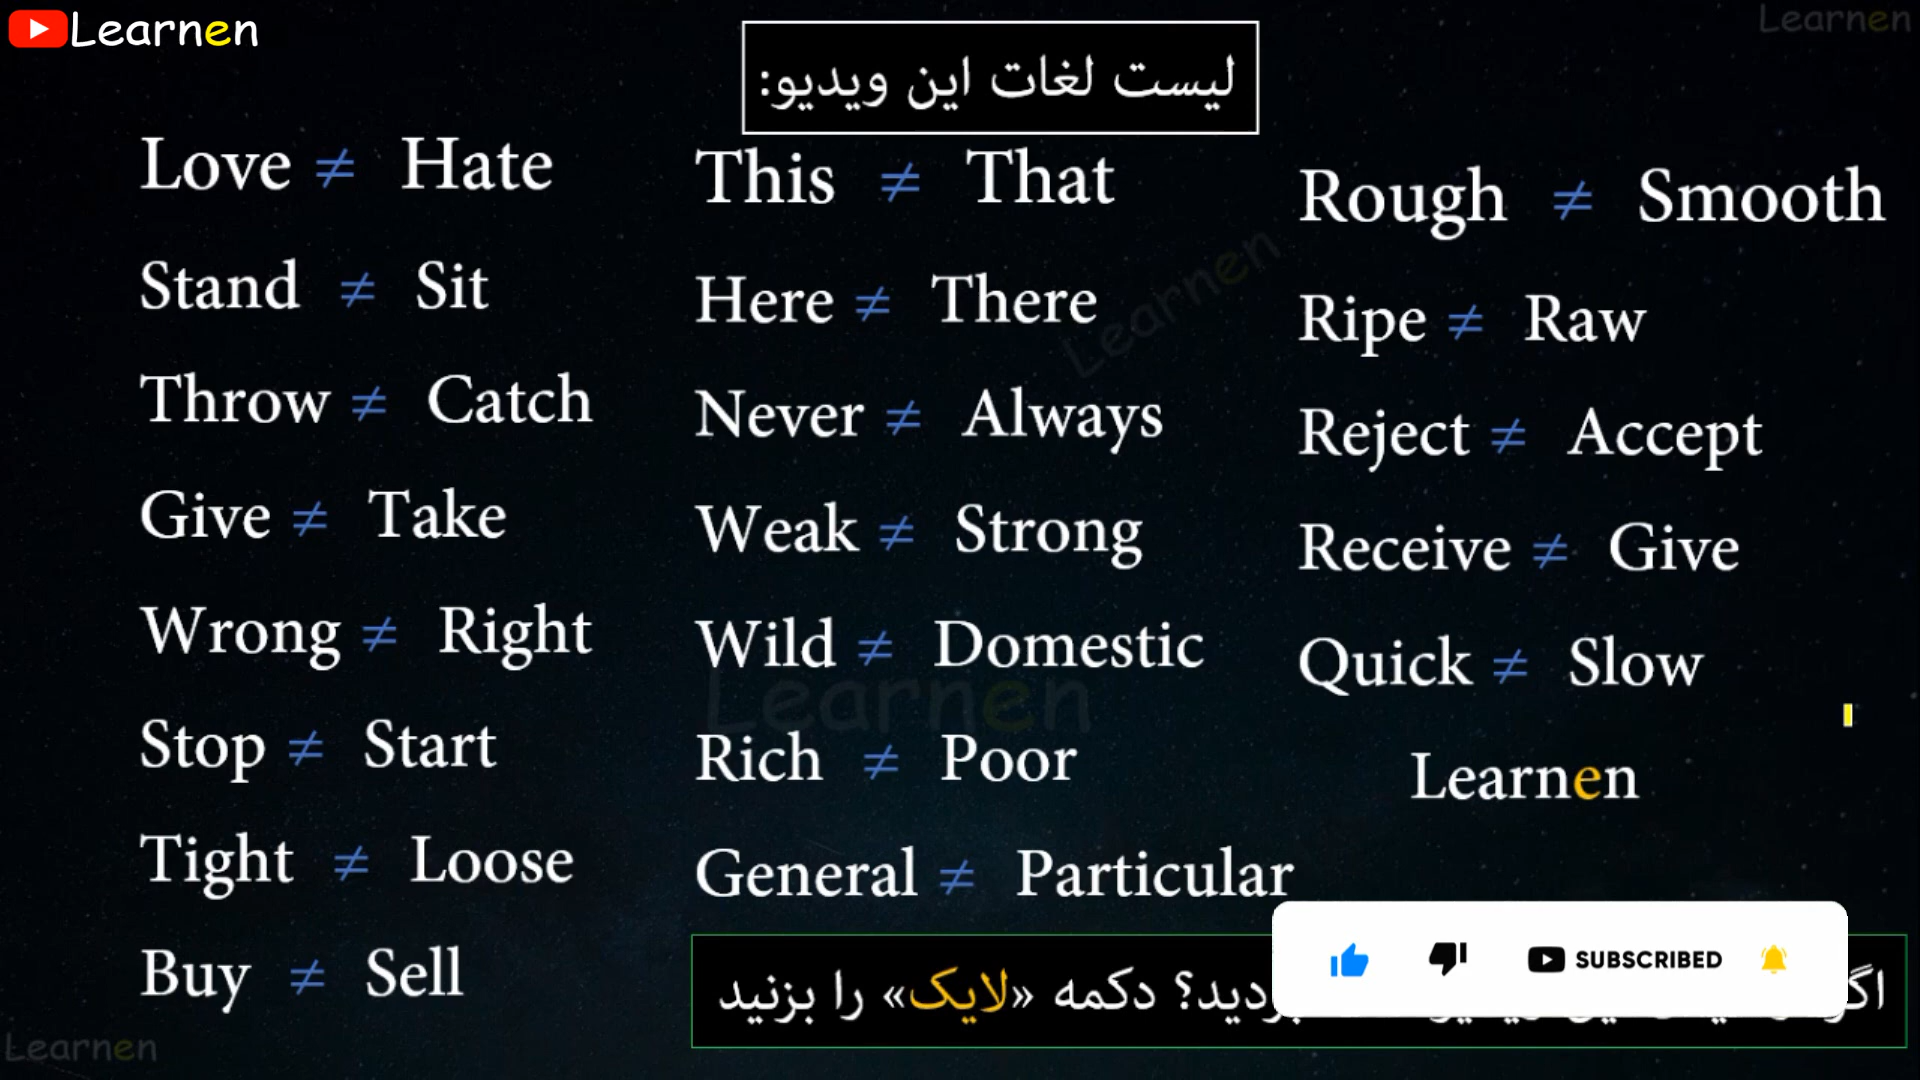 Learnen
Learnen
لیست لغات این ویدیو:
Love ≠ Hate
Stand ≠ Sit
Throw ≠ Catch
Give ≠ Take
Wrong ≠ Right
Stop ≠ Start
Tight ≠ Loose
Buy ≠ Sell
This ≠ That
Here ≠ There
Never ≠ Always
Weak ≠ Strong
Wild ≠ Domestic
Rich ≠ Poor
General ≠ Particular
Rough ≠ Smooth
Ripe ≠ Raw
Reject ≠ Accept
Receive ≠ Give
Quick ≠ Slow
Learnen
Learnen
Learnen
دکمه «لایک» را بزنید
SUBSCRIBED
Learnen